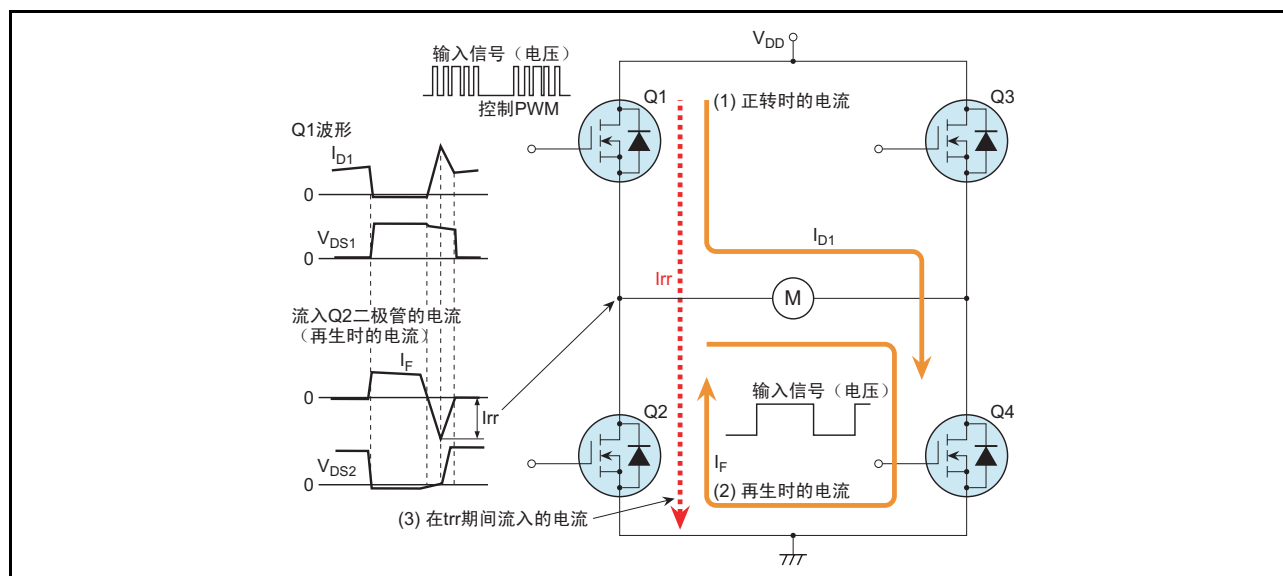 VDD
输入信号（电压）
控制PWM
Q1
(1) 正转时的电流
Q3
Q1波形
ID1
0
VDS1
0
ID1
Irr
M
流入Q2二极管的电流
（再生时的电流）
IF
0
Irr
输入信号（电压）
Q2
Q4
VDS2
0
IF
(2) 再生时的电流
(3) 在trr期间流入的电流